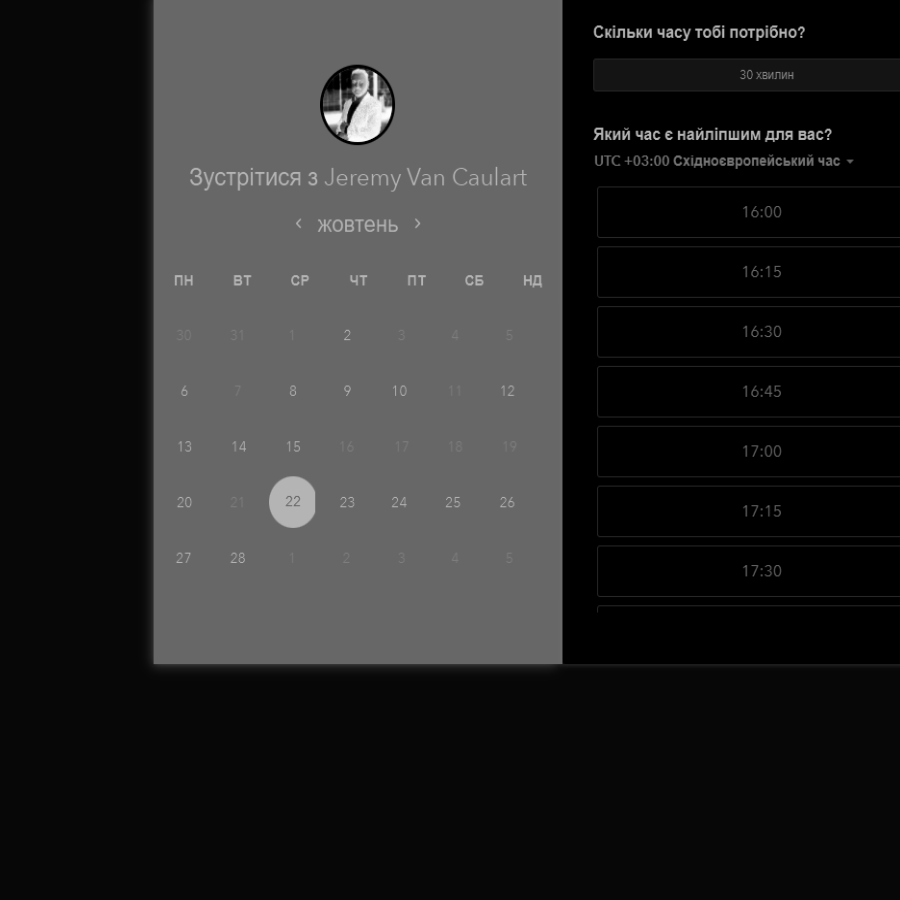 Зустрітися з Jeremy Van Caulart
жовтень
ПН ВТ СР ЧТ ПТ СБ НД
30 31 1 2 3 4 5
6 7 8 9 10 11 12
13 14 15 16 17 18 19
20 21 22 23 24 25 26
27 28 1 2 3 4 5
Скільки часу тобі потрібно?
30 хвилин
Який час є найліпшим для вас?
UTC +03:00 Східноєвропейський час
16:00
16:15
16:30
16:45
17:00
17:15
17:30